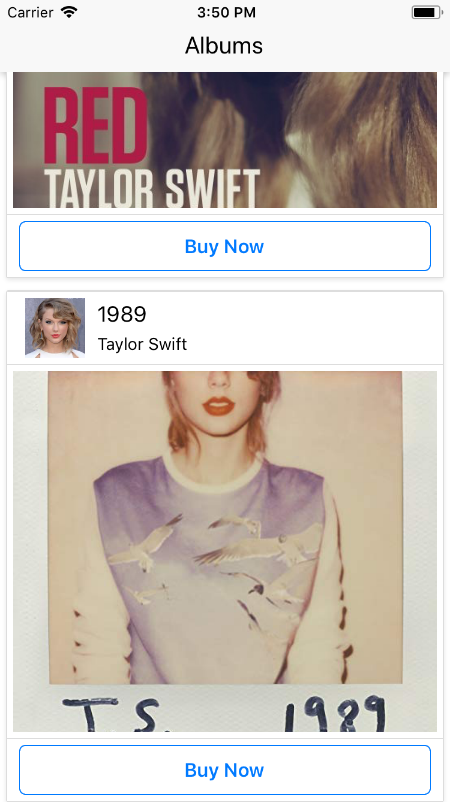 Carrier 3:50 PM
Albums
RED
TAYLOR SWIFT
Buy Now
1989
Taylor Swift
T. S. 1989
Buy Now